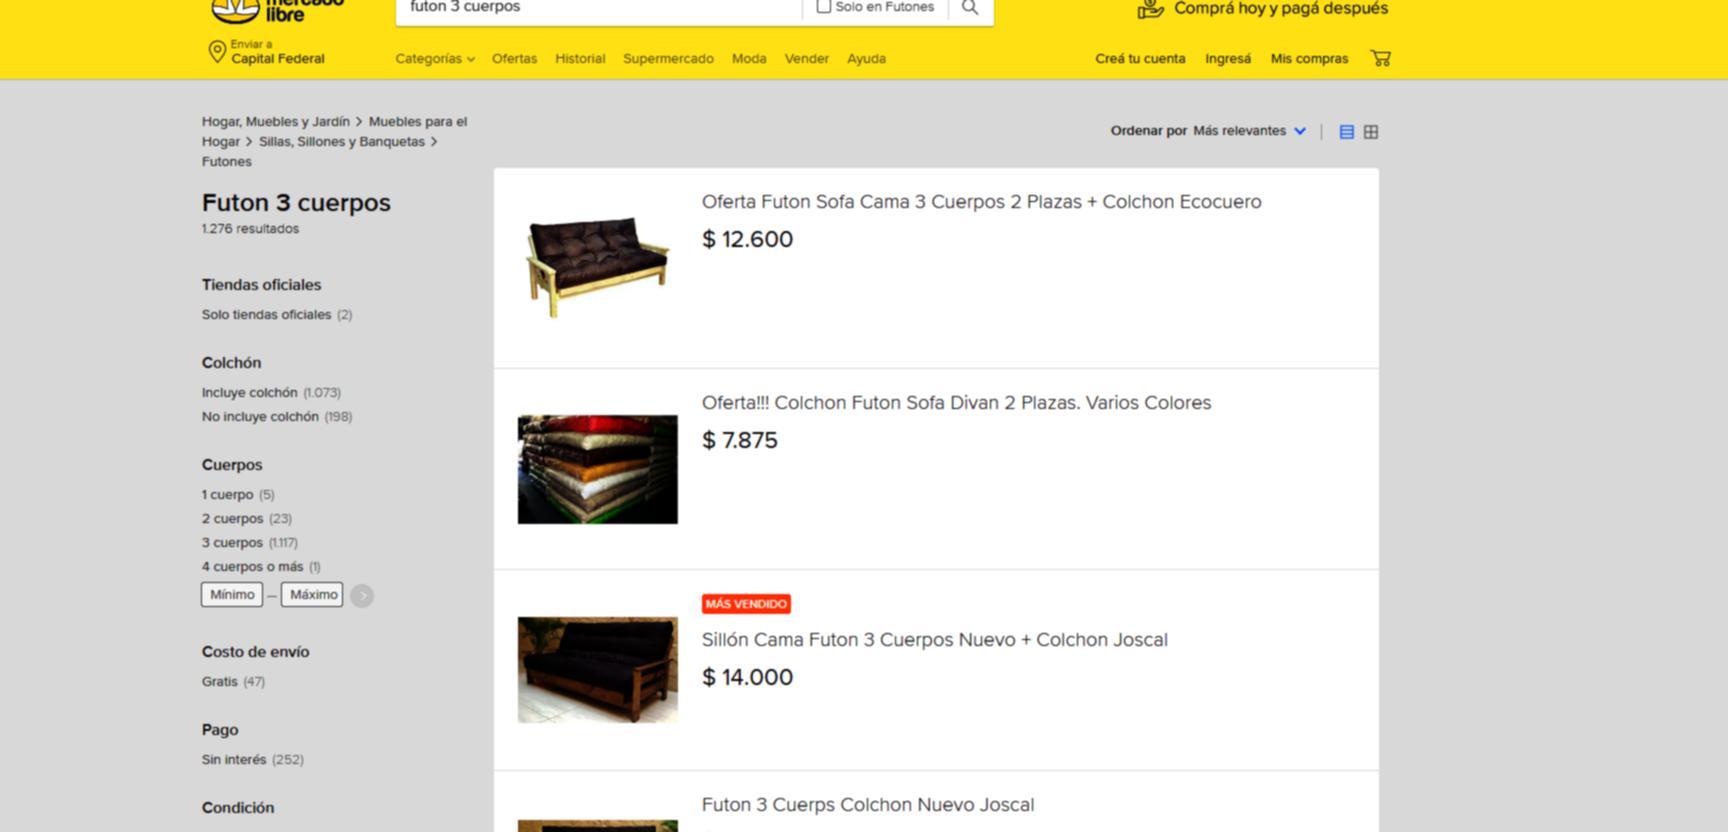 mercado
libre
futon 3 cuerpos
Solo en Futones
Comprá hoy y pagá después
Enviar a
Capital Federal
Categorías Ofertas Historial Supermercado Moda Vender Ayuda
Creá tu cuenta Ingresá Mis compras
Hogar, Muebles y Jardín > Muebles para el
Hogar > Sillas, Sillones y Banquetas >
Futones
Ordenar por Más relevantes
Futon 3 cuerpos
1.276 resultados
Tiendas oficiales
Solo tiendas oficiales (2)
Colchón
Incluye colchón (1.073)
No incluye colchón (198)
Cuerpos
1 cuerpo (5)
2 cuerpos (23)
3 cuerpos (1.117)
4 cuerpos o más (1)
Mínimo – Máximo
Costo de envío
Gratis (47)
Pago
Sin interés (252)
Condición
Oferta Futon Sofa Cama 3 Cuerpos 2 Plazas + Colchon Ecocuero
$ 12.600
Oferta!!! Colchon Futon Sofa Divan 2 Plazas. Varios Colores
$ 7.875
MÁS VENDIDO
Sillón Cama Futon 3 Cuerpos Nuevo + Colchon Joscal
$ 14.000
Futon 3 Cuerps Colchon Nuevo Joscal